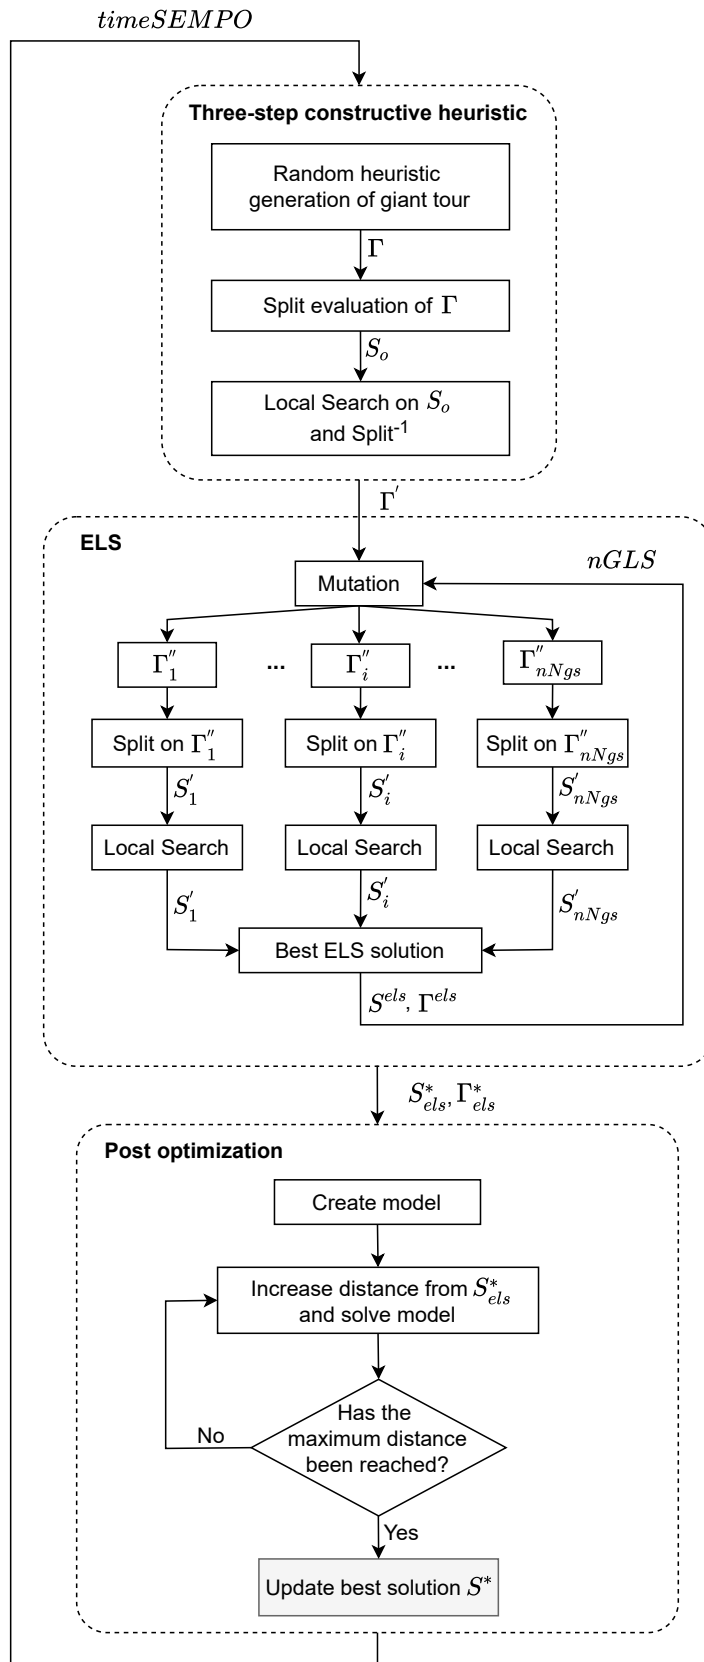 timeSEMPO
Three-step constructive heuristic
Random heuristic
generation of giant tour
Γ
Split evaluation of Γ
S_o
Local Search on S_o
and Split^-1
Γ'
ELS
nGLS
Mutation
Γ''_1 ... Γ''_i ... Γ''_nNgs
Split on Γ''_1 Split on Γ''_i Split on Γ''_nNgs
S'_1 S'_i S'_nNgs
Local Search Local Search Local Search
S'_1 S'_i S'_nNgs
Best ELS solution
S^els, Γ^els
S*_els, Γ*_els
Post optimization
Create model
Increase distance from S*_els
and solve model
Has the
maximum distance
been reached?
No
Yes
Update best solution S*